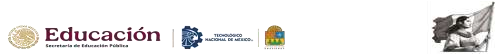 Educación
Secretaría de Educación Pública
TECNOLÓGICO
NACIONAL DE MÉXICO